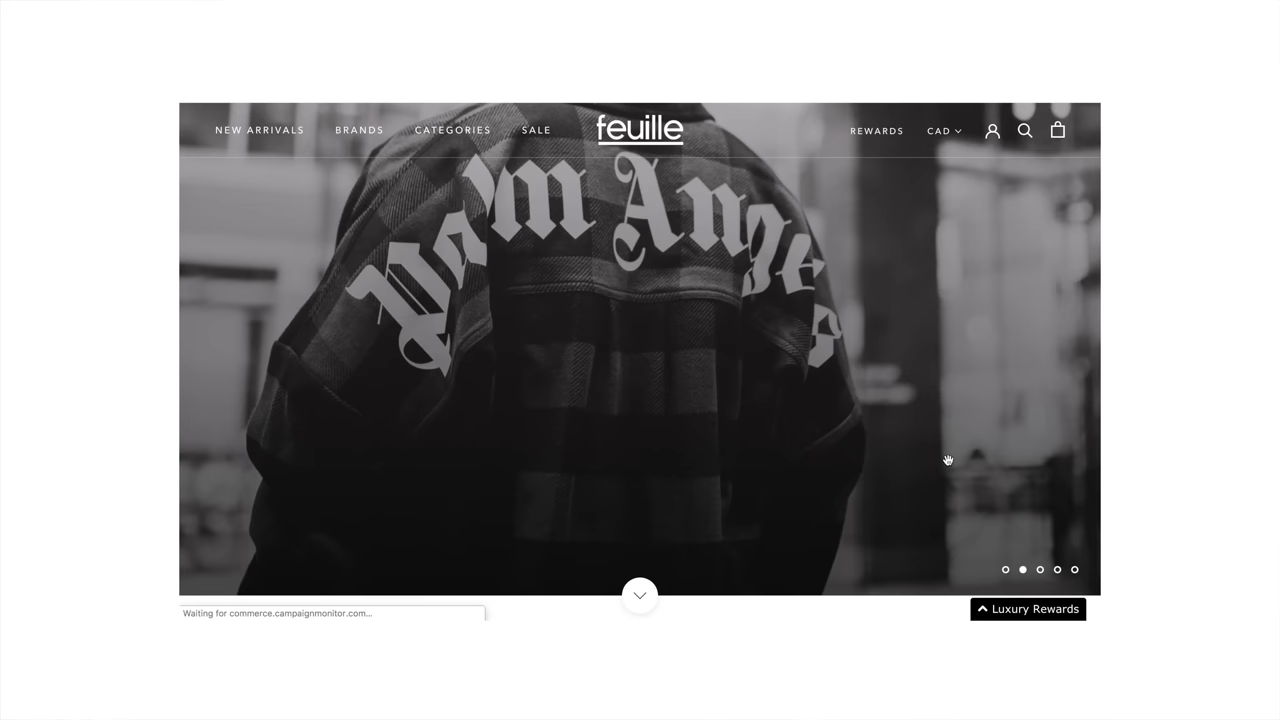 NEW ARRIVALS BRANDS CATEGORIES SALE feuille REWARDS CAD
Palm Angels
Waiting for commerce.campaignmonitor.com...
Luxury Rewards